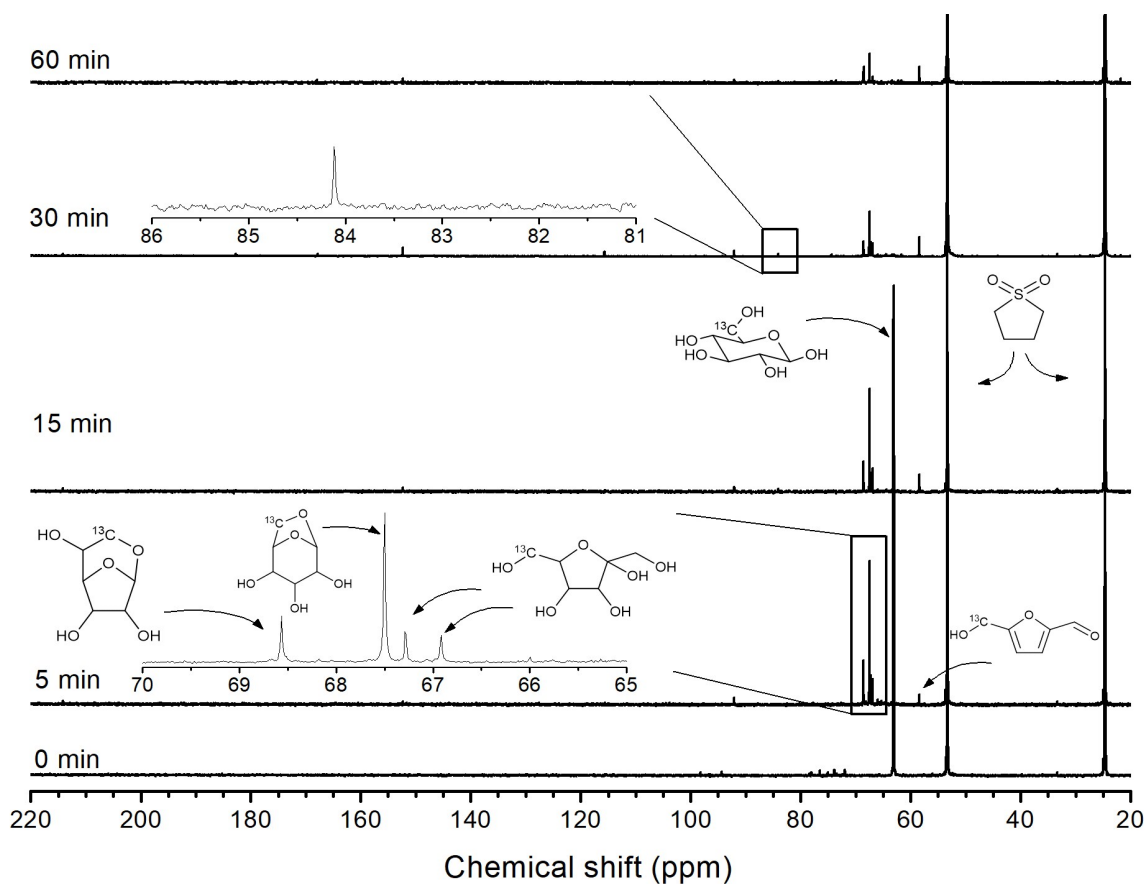 60 min
86 85 84 83 82 81
30 min
OH
13C
HO
O
HO
OH
HO
OH
O O
S
15 min
13C
HO
O
O
HO
OH
13C O
O
HO
OH
OH
13C
HO
O
OH
OH
HO
OH
13C
HO
O
O
70 69 68 67 66 65
5 min
0 min
220 200 180 160 140 120 100 80 60 40 20
Chemical shift (ppm)